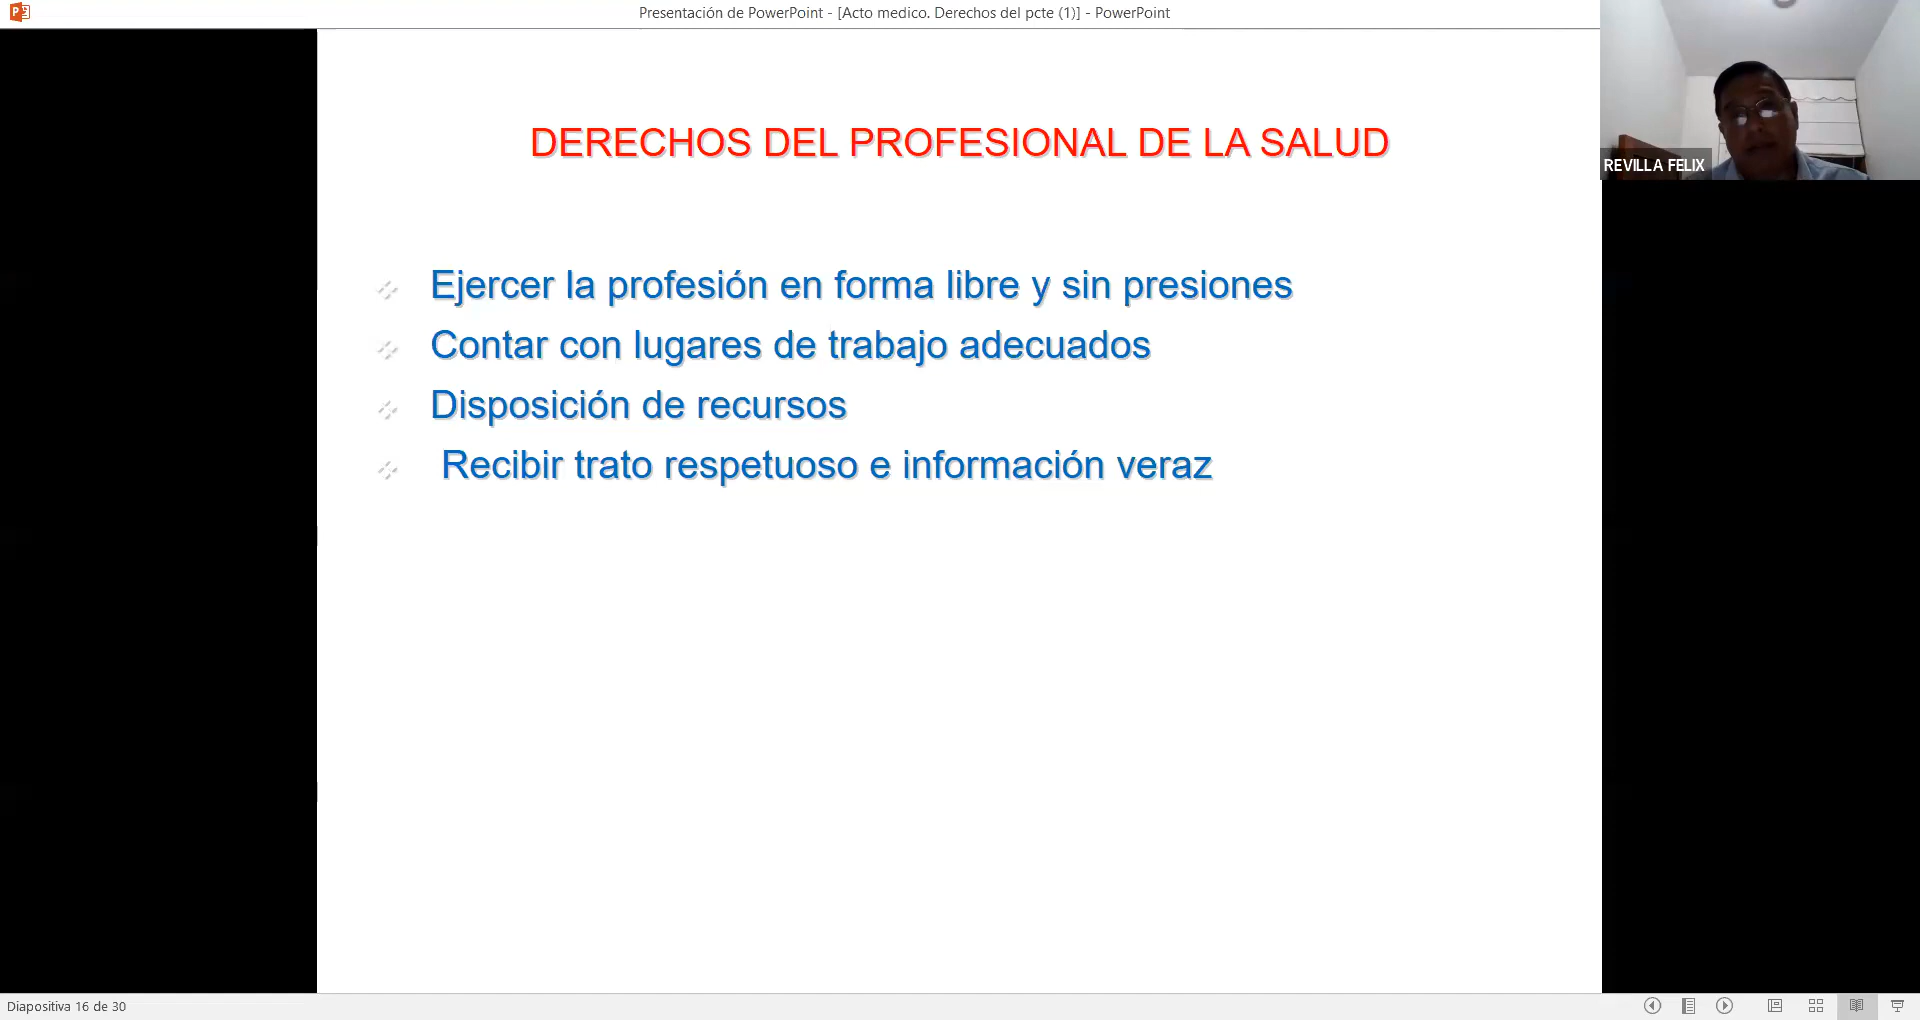 Presentación de PowerPoint - [Acto medico. Derechos del pcte (1)] - PowerPoint
REVILLA FELIX
DERECHOS DEL PROFESIONAL DE LA SALUD
Ejercer la profesión en forma libre y sin presiones
Contar con lugares de trabajo adecuados
Disposición de recursos
Recibir trato respetuoso e información veraz
Diapositiva 16 de 30